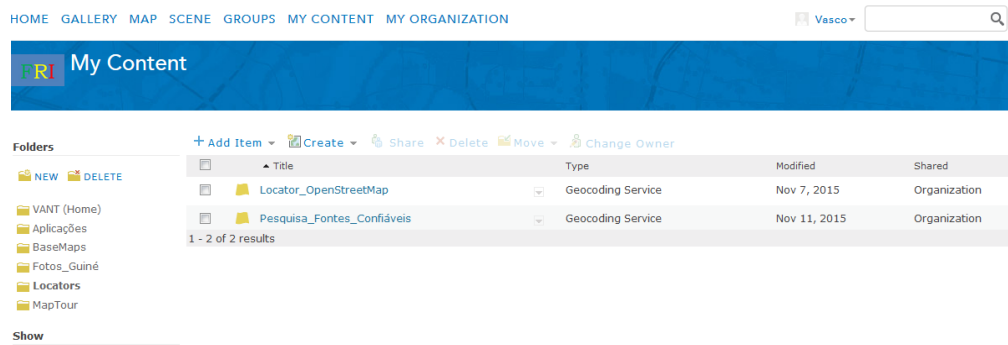 HOME GALLERY MAP SCENE GROUPS MY CONTENT MY ORGANIZATION Vasco
FRI My Content
Folders
NEW DELETE
VANT (Home)
Aplicações
BaseMaps
Fotos_Guiné
Locators
MapTour
Show
+ Add Item Create Share Delete Move Change Owner
Title Type Modified Shared
Locator_OpenStreetMap Geocoding Service Nov 7, 2015 Organization
Pesquisa_Fontes_Confiáveis Geocoding Service Nov 11, 2015 Organization
1 - 2 of 2 results